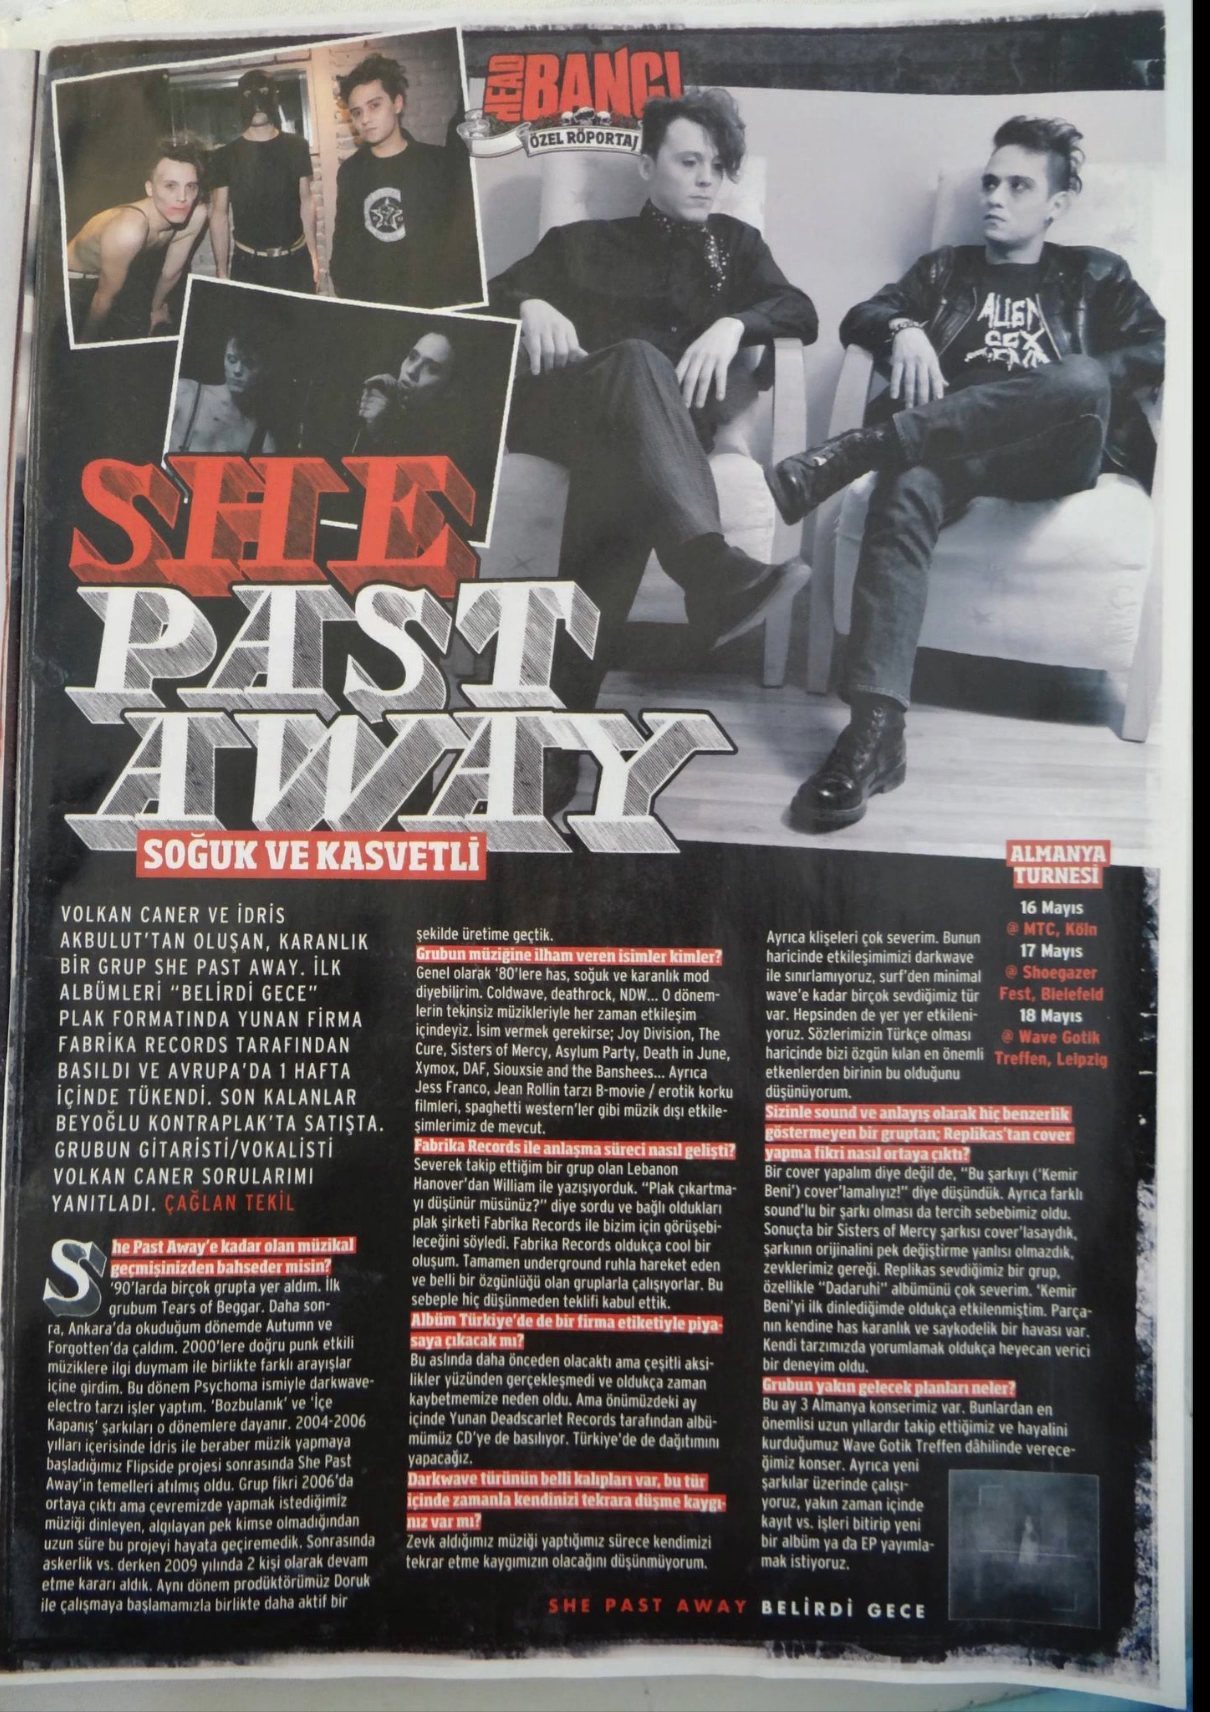 HEAD
BANG!
ÖZEL RÖPORTAJ
ALIEN
SEX
SHE
PAST
AWAY
SOĞUK VE KASVETLİ
VOLKAN CANER VE İDRİS
AKBULUT'TAN OLUŞAN, KARANLIK
BİR GRUP SHE PAST AWAY. İLK
ALBÜMLERİ “BELİRDİ GECE”
PLAK FORMATINDA YUNAN FİRMA
FABRİKA RECORDS TARAFINDAN
BASILDI VE AVRUPA'DA 1 HAFTA
İÇİNDE TÜKENDİ. SON KALANLAR
BEYOĞLU KONTRAPLAK'TA SATIŞTA.
GRUBUN GİTARİSTİ/VOKALİSTİ
VOLKAN CANER SORULARIMI
YANITLADI. ÇAĞLAN TEKİL
She Past Away'e kadar olan müzikal
geçmişinizden bahseder misin?
'90'larda birçok grupta yer aldım. İlk
grubum Tears of Beggar. Daha son-
ra, Ankara'da okuduğum dönemde Autumn ve
Forgotten'da çaldım. 2000'lere doğru punk etkili
müziklere ilgi duymam ile birlikte farklı arayışlar
içine girdim. Bu dönem Psychoma ismiyle darkwave-
electro tarzı işler yaptım. 'Bozbulanık' ve 'İçe
Kapanış' şarkıları o dönemlere dayanır. 2004-2006
yılları içerisinde İdris ile beraber müzik yapmaya
başladığımız Flipside projesi sonrasında She Past
Away'in temelleri atılmış oldu. Grup fikri 2006'da
ortaya çıktı ama çevremizde yapmak istediğimiz
müziği dinleyen, algılayan pek kimse olmadığından
uzun süre bu projeyi hayata geçiremedik. Sonrasında
askerlik vs. derken 2009 yılında 2 kişi olarak devam
etme kararı aldık. Aynı dönem prodüktörümüz Doruk
ile çalışmaya başlamamızla birlikte daha aktif bir
şekilde üretime geçtik.
Grubun müziğine ilham veren isimler kimler?
Genel olarak '80'lere has, soğuk ve karanlık mod
diyebilirim. Coldwave, deathrock, NDW... O dönem-
lerin tekinsiz müzikleriyle her zaman etkileşim
içindeyiz. İsim vermek gerekirse; Joy Division, The
Cure, Sisters of Mercy, Asylum Party, Death in June,
Xymox, DAF, Siouxsie and the Banshees... Ayrıca
Jess Franco, Jean Rollin tarzı B-movie / erotik korku
filmleri, spaghetti western'ler gibi müzik dışı etkile-
şimlerimiz de mevcut.
Fabrika Records ile anlaşma süreci nasıl gelişti?
Severek takip ettiğim bir grup olan Lebanon
Hanover'dan William ile yazışıyorduk. “Plak çıkartma-
yı düşünür müsünüz?” diye sordu ve bağlı oldukları
plak şirketi Fabrika Records ile bizim için görüşebi-
leceğini söyledi. Fabrika Records oldukça cool bir
oluşum. Tamamen underground ruhla hareket eden
ve belli bir özgünlüğü olan gruplarla çalışıyorlar. Bu
sebeple hiç düşünmeden teklifi kabul ettik.
Albüm Türkiye'de de bir firma etiketiyle piya-
saya çıkacak mı?
Bu aslında daha önceden olacaktı ama çeşitli aksi-
likler yüzünden gerçekleşmedi ve oldukça zaman
kaybetmemize neden oldu. Ama önümüzdeki ay
içinde Yunan Deadscarlet Records tarafından albü-
mümüz CD'ye de basılıyor. Türkiye'de de dağıtımını
yapacağız.
Darkwave türünün belli kalıpları var, bu tür
içinde zamanla kendinizi tekrara düşme kaygı-
nız var mı?
Zevk aldığımız müziği yaptığımız sürece kendimizi
tekrar etme kaygımızın olacağını düşünmüyorum.
Ayrıca klişeleri çok severim. Bunun
haricinde etkileşimimizi darkwave
ile sınırlamıyoruz, surf'den minimal
wave'e kadar birçok sevdiğimiz tür
var. Hepsinden de yer yer etkileni-
yoruz. Sözlerimizin Türkçe olması
haricinde bizi özgün kılan en önemli
etkenlerden birinin bu olduğunu
düşünüyorum.
Sizinle sound ve anlayış olarak hiç benzerlik
göstermeyen bir gruptan; Replikas'tan cover
yapma fikri nasıl ortaya çıktı?
Bir cover yapalım diye değil de, “Bu şarkıyı ('Kemir
Beni') cover'lamalıyız!” diye düşündük. Ayrıca farklı
sound'lu bir şarkı olması da tercih sebebimiz oldu.
Sonuçta bir Sisters of Mercy şarkısı cover'lasaydık,
şarkının orijinalini pek değiştirme yanlısı olmazdık,
zevklerimiz gereği. Replikas sevdiğimiz bir grup,
özellikle “Dadaruhi” albümünü çok severim. 'Kemir
Beni'yi ilk dinlediğimde oldukça etkilenmiştim. Parça-
nın kendine has karanlık ve saykodelik bir havası var.
Kendi tarzımızda yorumlamak oldukça heyecan verici
bir deneyim oldu.
Grubun yakın gelecek planları neler?
Bu ay 3 Almanya konserimiz var. Bunlardan en
önemlisi uzun yıllardır takip ettiğimiz ve hayalini
kurduğumuz Wave Gotik Treffen dâhilinde verece-
ğimiz konser. Ayrıca yeni
şarkılar üzerinde çalışı-
yoruz, yakın zaman içinde
kayıt vs. işleri bitirip yeni
bir albüm ya da EP yayımla-
mak istiyoruz.
ALMANYA
TURNESİ
16 Mayıs
@ MTC, Köln
17 Mayıs
@ Shoegazer
Fest, Bielefeld
18 Mayıs
@ Wave Gotik
Treffen, Leipzig
SHE PAST AWAY BELİRDİ GECE